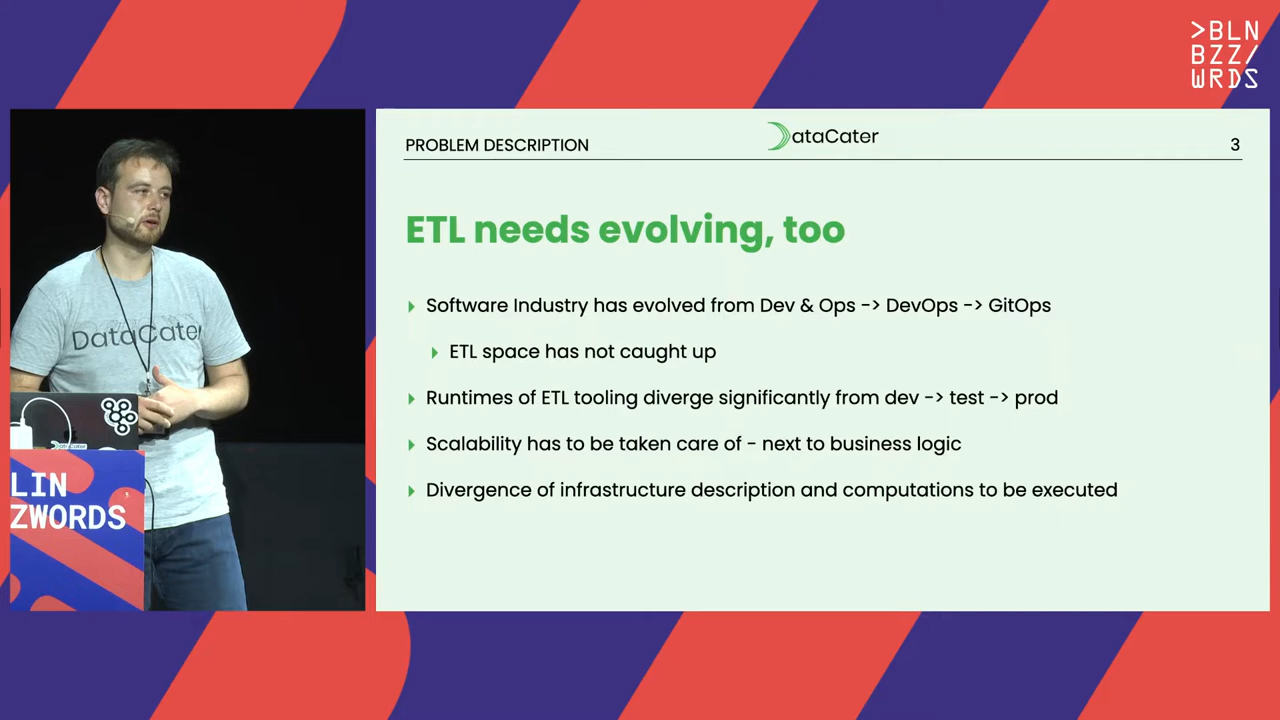 >BLN
BZZ/
WRDS
PROBLEM DESCRIPTION
DataCater
3
ETL needs evolving, too
Software Industry has evolved from Dev & Ops -> DevOps -> GitOps
ETL space has not caught up
Runtimes of ETL tooling diverge significantly from dev -> test -> prod
Scalability has to be taken care of - next to business logic
Divergence of infrastructure description and computations to be executed
DataCater
DataCater
LIN
ZWORDS